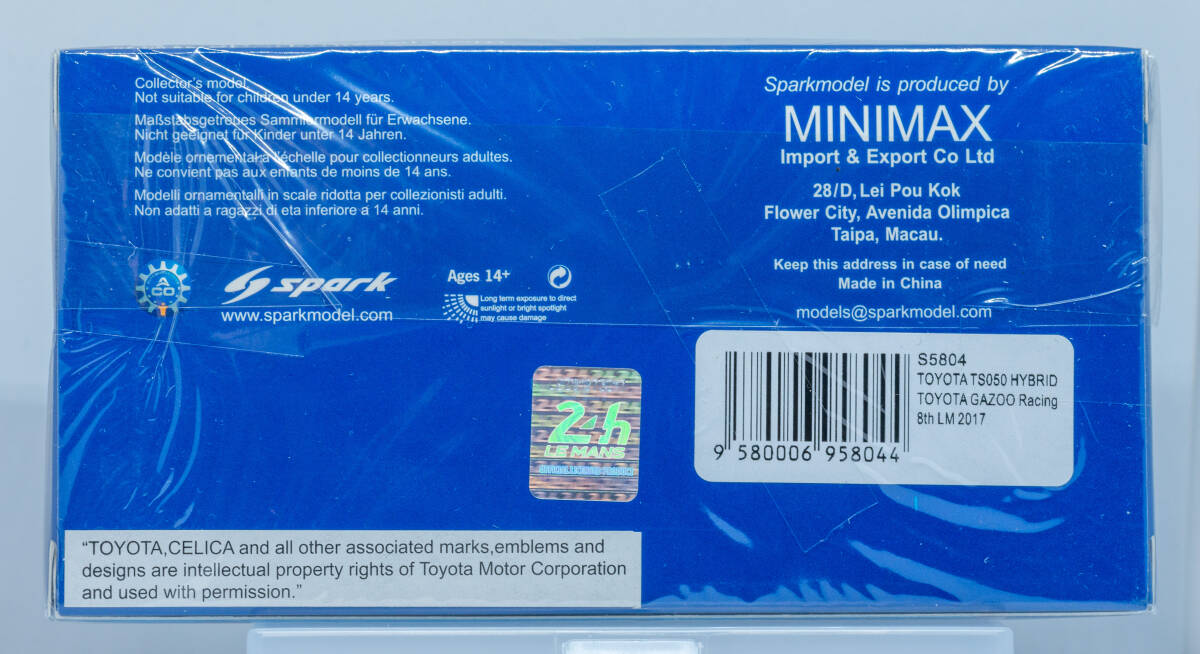 Collector's model.
Not suitable for children under 14 years.
Maßstabsgetreues Sammlermodell für Erwachsene.
Nicht geeignet für Kinder unter 14 Jahren.
Modèle ornemental a l'échelle pour collectionneurs adultes.
Ne convient pas aux enfants de moins de 14 ans.
Modelli ornamentalli in scale ridotta per collezionisti adulti.
Non adatti a ragazzi di eta inferiore a 14 anni.
ACO
spark
www.sparkmodel.com
Ages 14+
Long term exposure to direct
sunlight or bright spotlight
may cause damage
Sparkmodel is produced by
MINIMAX
Import & Export Co Ltd
28/D, Lei Pou Kok
Flower City, Avenida Olimpica
Taipa, Macau.
Keep this address in case of need
Made in China
models@sparkmodel.com
24h
LE MANS
S5804
TOYOTA TS050 HYBRID
TOYOTA GAZOO Racing
8th LM 2017
9 580006 958044
“TOYOTA,CELICA and all other associated marks,emblems and
designs are intellectual property rights of Toyota Motor Corporation
and used with permission.”